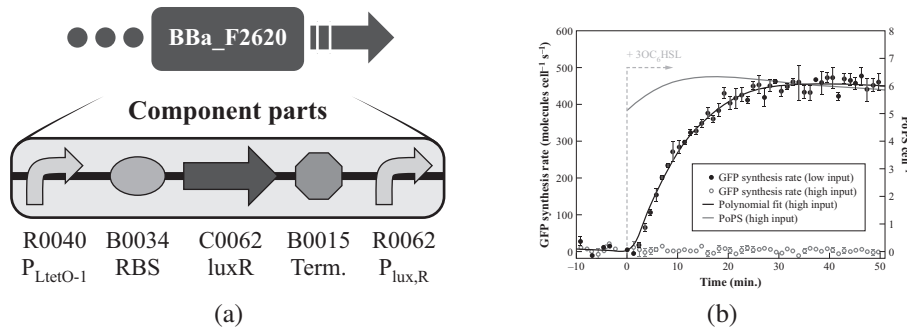 BBa_F2620
Component parts
R0040 B0034 C0062 B0015 R0062
P_LtetO-1 RBS luxR Term. P_lux,R
(a)
600
500
400
300
200
100
0
GFP synthesis rate (molecules cell⁻¹ s⁻¹)
+ 3OC₆HSL
8
7
6
5
4
3
2
1
0
PoPS cell⁻
GFP synthesis rate (low input)
GFP synthesis rate (high input)
Polynomial fit (high input)
PoPS (high input)
–10 0 10 20 30 40 50
Time (min.)
(b)